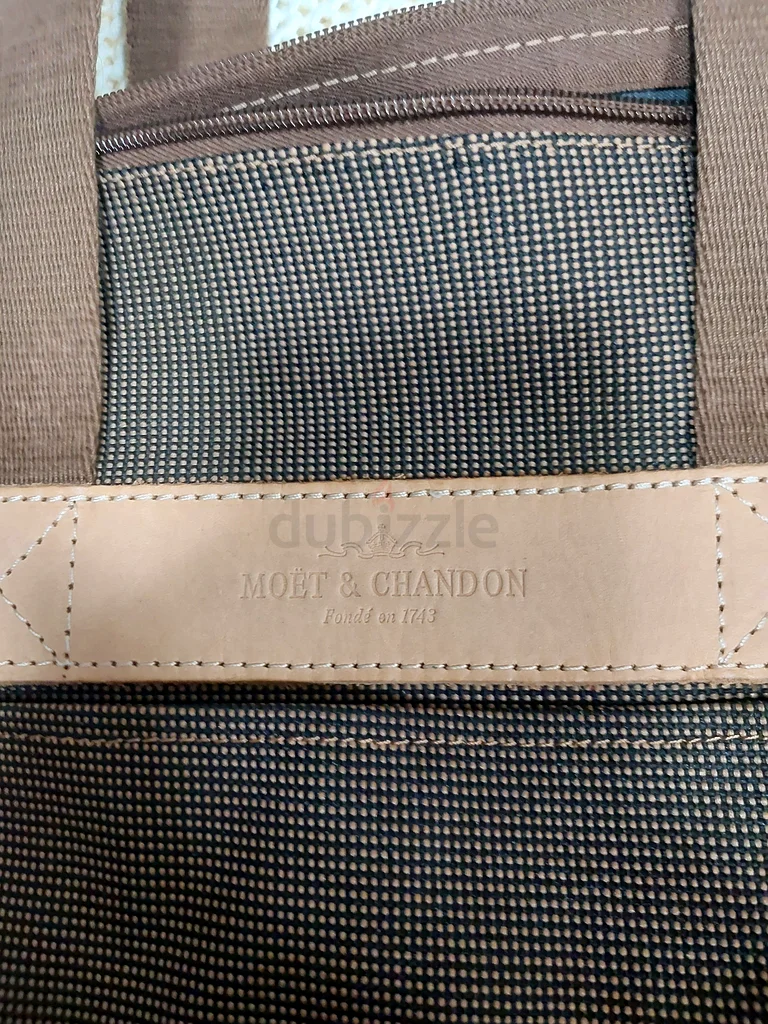 dubizzle
MOËT & CHANDON
Fondé en 1743